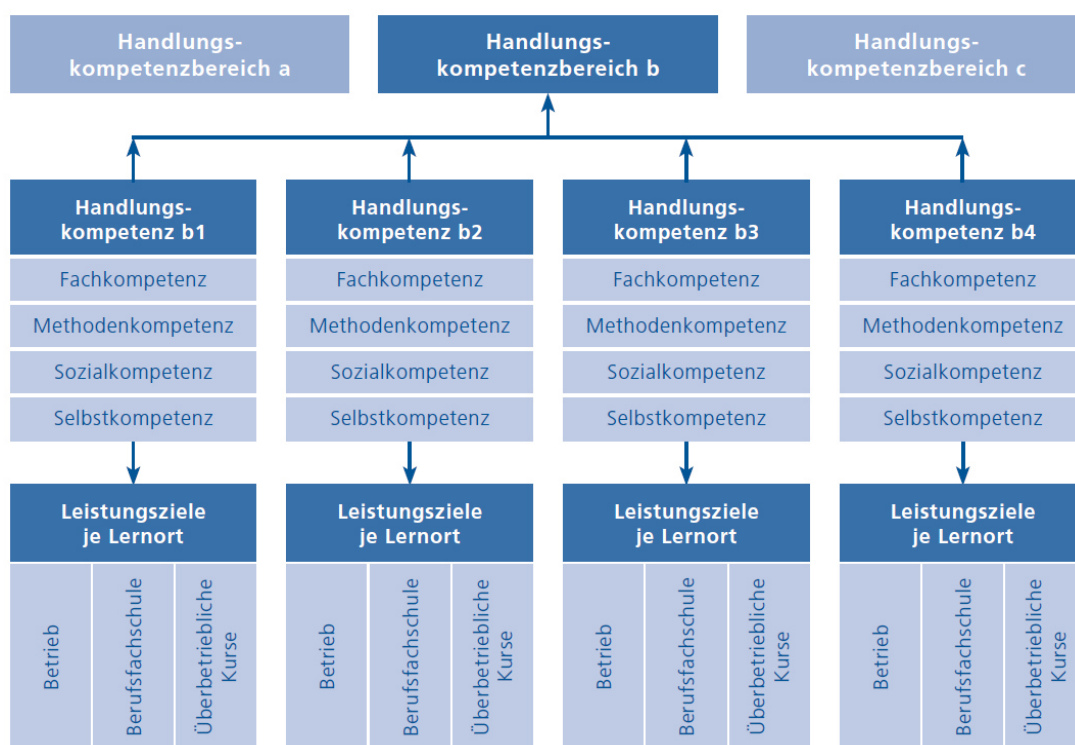 Handlungs-
kompetenzbereich a
Handlungs-
kompetenzbereich b
Handlungs-
kompetenzbereich c
Handlungs-
kompetenz b1
Fachkompetenz
Methodenkompetenz
Sozialkompetenz
Selbstkompetenz
Leistungsziele
je Lernort
Betrieb
Berufsfachschule
Überbetriebliche
Kurse
Handlungs-
kompetenz b2
Fachkompetenz
Methodenkompetenz
Sozialkompetenz
Selbstkompetenz
Leistungsziele
je Lernort
Betrieb
Berufsfachschule
Überbetriebliche
Kurse
Handlungs-
kompetenz b3
Fachkompetenz
Methodenkompetenz
Sozialkompetenz
Selbstkompetenz
Leistungsziele
je Lernort
Betrieb
Berufsfachschule
Überbetriebliche
Kurse
Handlungs-
kompetenz b4
Fachkompetenz
Methodenkompetenz
Sozialkompetenz
Selbstkompetenz
Leistungsziele
je Lernort
Betrieb
Berufsfachschule
Überbetriebliche
Kurse